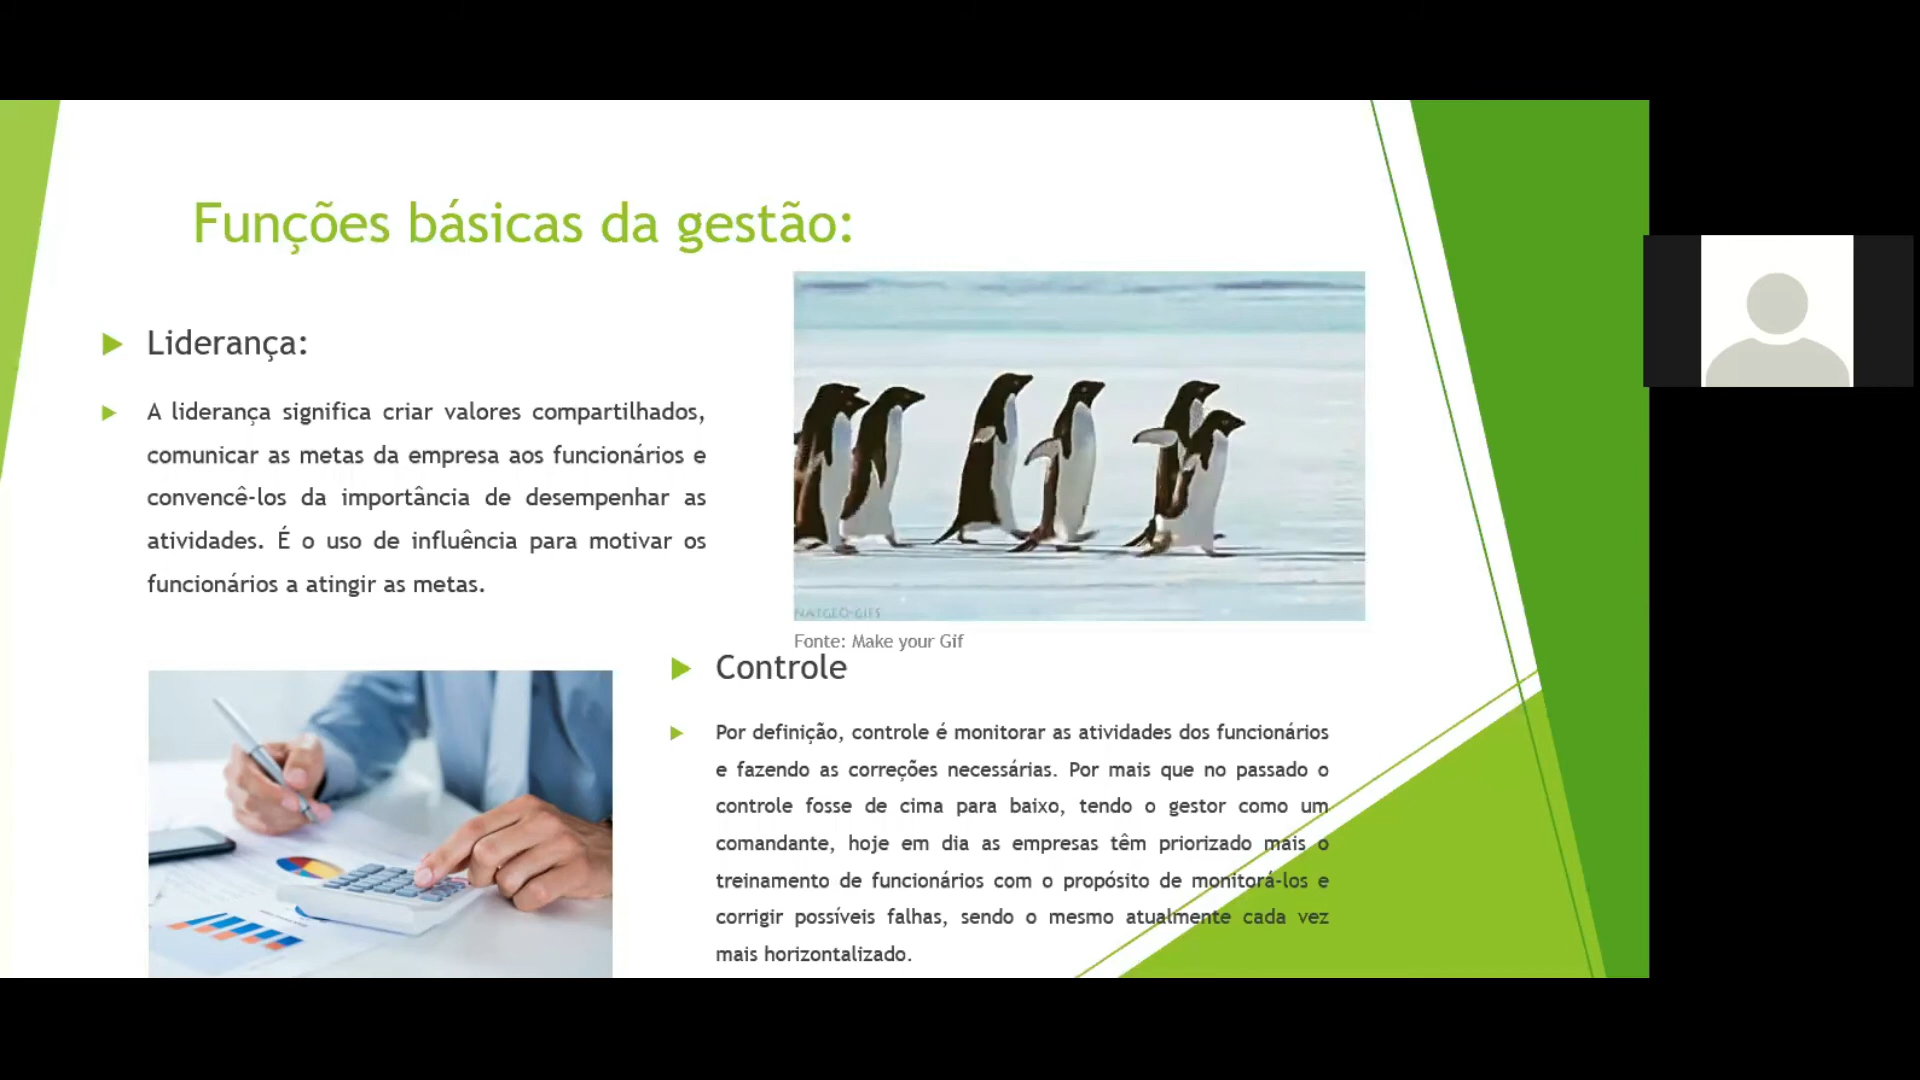 Funções básicas da gestão:
Liderança:
A liderança significa criar valores compartilhados,
comunicar as metas da empresa aos funcionários e
convencê-los da importância de desempenhar as
atividades. É o uso de influência para motivar os
funcionários a atingir as metas.
NATGEO-GIFS
Fonte: Make your Gif
Controle
Por definição, controle é monitorar as atividades dos funcionários
e fazendo as correções necessárias. Por mais que no passado o
controle fosse de cima para baixo, tendo o gestor como um
comandante, hoje em dia as empresas têm priorizado mais o
treinamento de funcionários com o propósito de monitorá-los e
corrigir possíveis falhas, sendo o mesmo atualmente cada vez
mais horizontalizado.